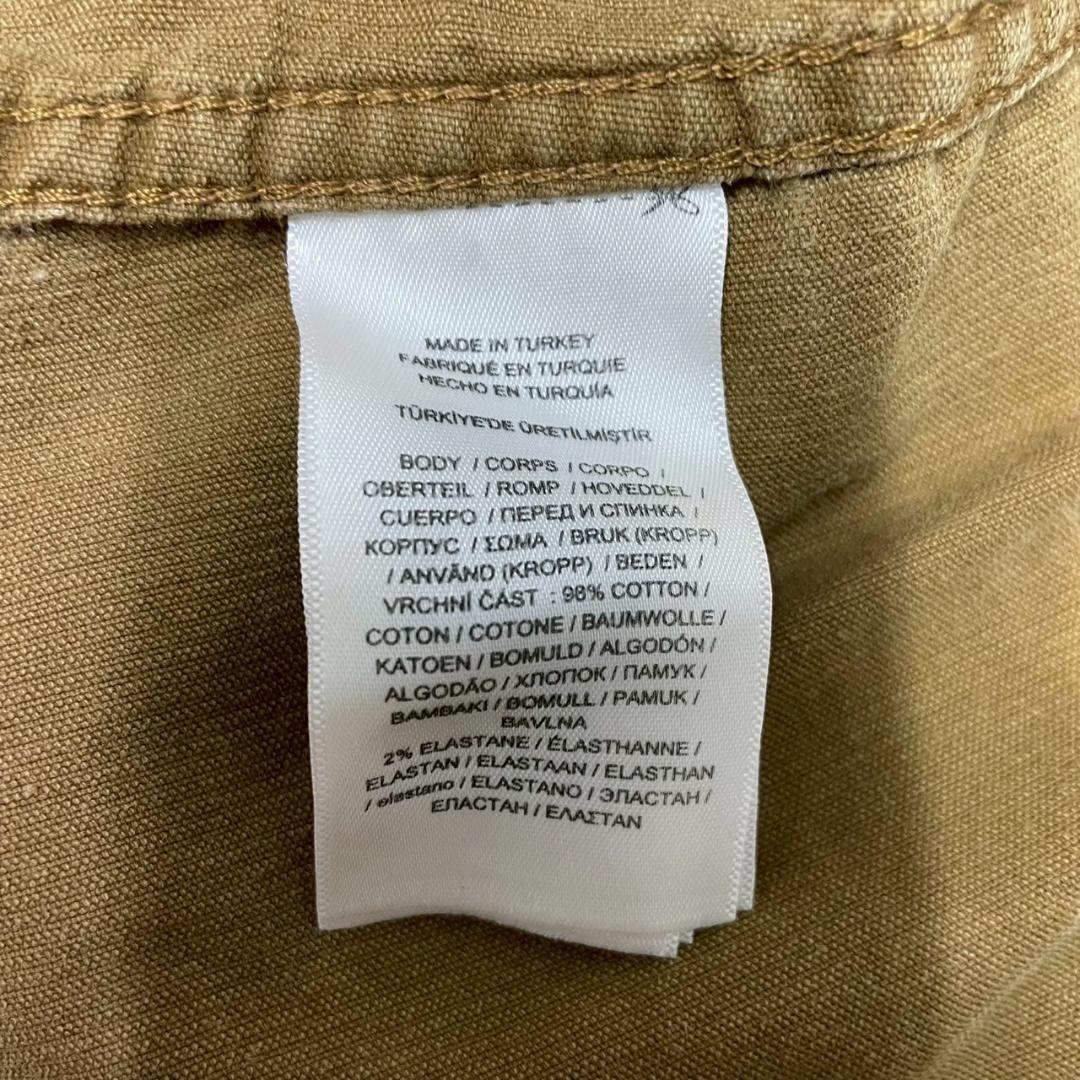 MADE IN TURKEY
FABRIQUÉ EN TURQUIE
HECHO EN TURQUÍA
TÜRKİYE'DE ÜRETİLMİŞTİR
BODY / CORPS / CORPO /
OBERTEIL / ROMP / HOVEDDEL /
CUERPO / ПЕРЕД И СПИНКА /
КОРПУС / ΣΩΜΑ / BRUK (KROPP)
/ ANVÄND (KROPP) / BEDEN /
VRCHNÍ ČÁST : 98% COTTON /
COTON / COTONE / BAUMWOLLE /
KATOEN / BOMULD / ALGODÓN /
ALGODÃO / ХЛОПОК / ПАМУК /
BAMBAKI / BOMULL / PAMUK /
BAVLNA
2% ELASTANE / ÉLASTHANNE /
ELASTAN / ELASTAAN / ELASTHAN
/ elastano / ELASTANO / ЭЛАСТАН /
ЕЛАСТАН / ΕΛΑΣΤΑΝ